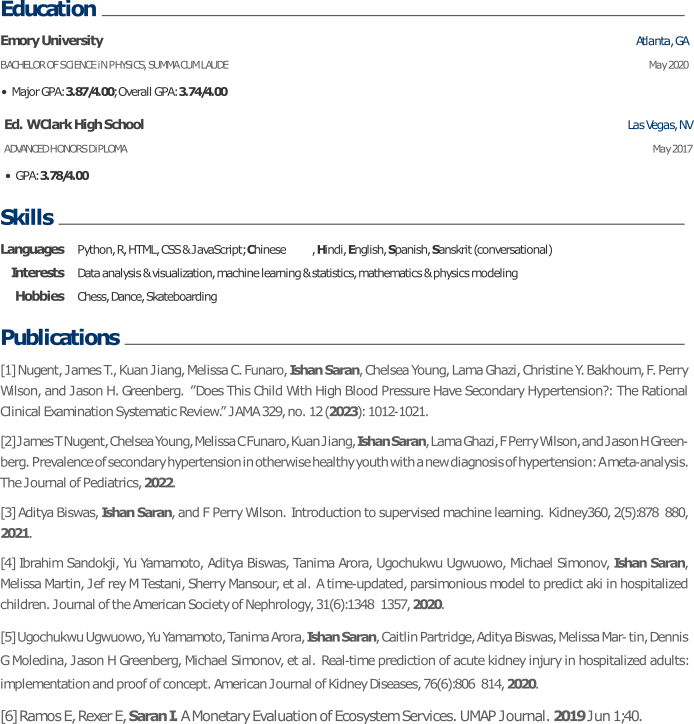 Education
Emory University Atlanta, GA
BACHELOR OF SCIENCE iN PHYSICS, SUMMA CUM LAUDE May 2020
• Major GPA: 3.87/4.00; Overall GPA: 3.74/4.00
Ed. W Clark High School Las Vegas, NV
ADVANCED HONORS DiPLOMA May 2017
• GPA: 3.78/4.00
Skills
Languages Python, R, HTML, CSS & JavaScript; Chinese , Hindi, English, Spanish, Sanskrit (conversational)
Interests Data analysis & visualization, machine learning & statistics, mathematics & physics modeling
Hobbies Chess, Dance, Skateboarding
Publications
[1] Nugent, James T., Kuan Jiang, Melissa C. Funaro, Ishan Saran, Chelsea Young, Lama Ghazi, Christine Y. Bakhoum, F. Perry
Wilson, and Jason H. Greenberg. ”Does This Child With High Blood Pressure Have Secondary Hypertension?: The Rational
Clinical Examination Systematic Review.” JAMA 329, no. 12 (2023): 1012-1021.
[2] James T Nugent, Chelsea Young, Melissa C Funaro, Kuan Jiang, Ishan Saran, Lama Ghazi, F Perry Wilson, and Jason H Green-
berg. Prevalence of secondary hypertension in otherwise healthy youth with a new diagnosis of hypertension: A meta-analysis.
The Journal of Pediatrics, 2022.
[3] Aditya Biswas, Ishan Saran, and F Perry Wilson. Introduction to supervised machine learning. Kidney360, 2(5):878 880,
2021.
[4] Ibrahim Sandokji, Yu Yamamoto, Aditya Biswas, Tanima Arora, Ugochukwu Ugwuowo, Michael Simonov, Ishan Saran,
Melissa Martin, Jef rey M Testani, Sherry Mansour, et al. A time-updated, parsimonious model to predict aki in hospitalized
children. Journal of the American Society of Nephrology, 31(6):1348 1357, 2020.
[5] Ugochukwu Ugwuowo, Yu Yamamoto, Tanima Arora, Ishan Saran, Caitlin Partridge, Aditya Biswas, Melissa Mar- tin, Dennis
G Moledina, Jason H Greenberg, Michael Simonov, et al. Real-time prediction of acute kidney injury in hospitalized adults:
implementation and proof of concept. American Journal of Kidney Diseases, 76(6):806 814, 2020.
[6] Ramos E, Rexer E, Saran I. A Monetary Evaluation of Ecosystem Services. UMAP Journal. 2019 Jun 1;40.